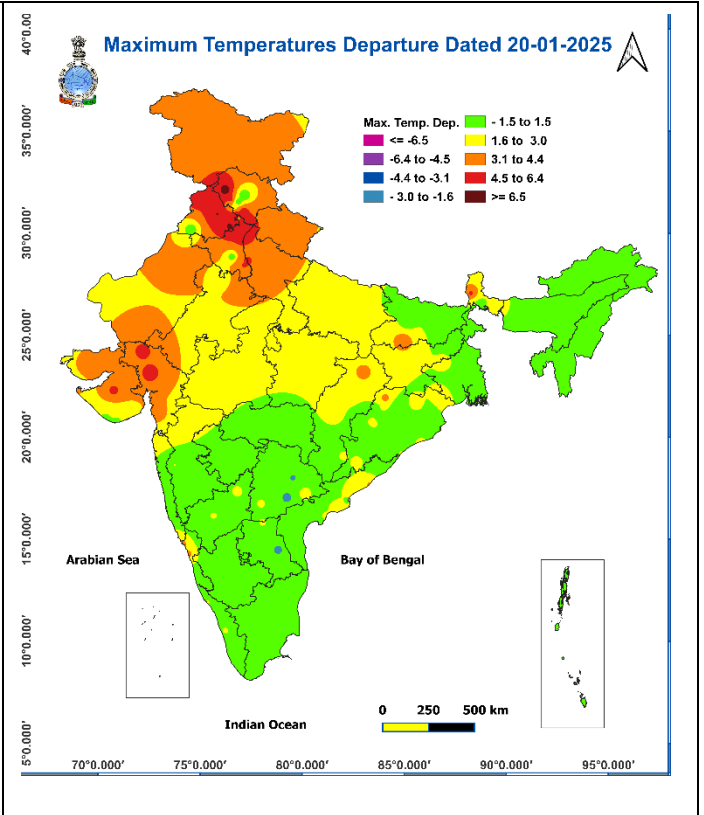 Maximum Temperatures Departure Dated 20-01-2025
Max. Temp. Dep.
<= -6.5
-6.4 to -4.5
-4.4 to -3.1
- 3.0 to -1.6
- 1.5 to 1.5
1.6 to 3.0
3.1 to 4.4
4.5 to 6.4
>= 6.5
40°0.00
35°0.000'
30°0.000'
25°0.000'
20°0.000'
15°0.000'
10°0.000'
5°0.000'
Arabian Sea
Bay of Bengal
Indian Ocean
0 250 500 km
70°0.000' 75°0.000' 80°0.000' 85°0.000' 90°0.000' 95°0.000'